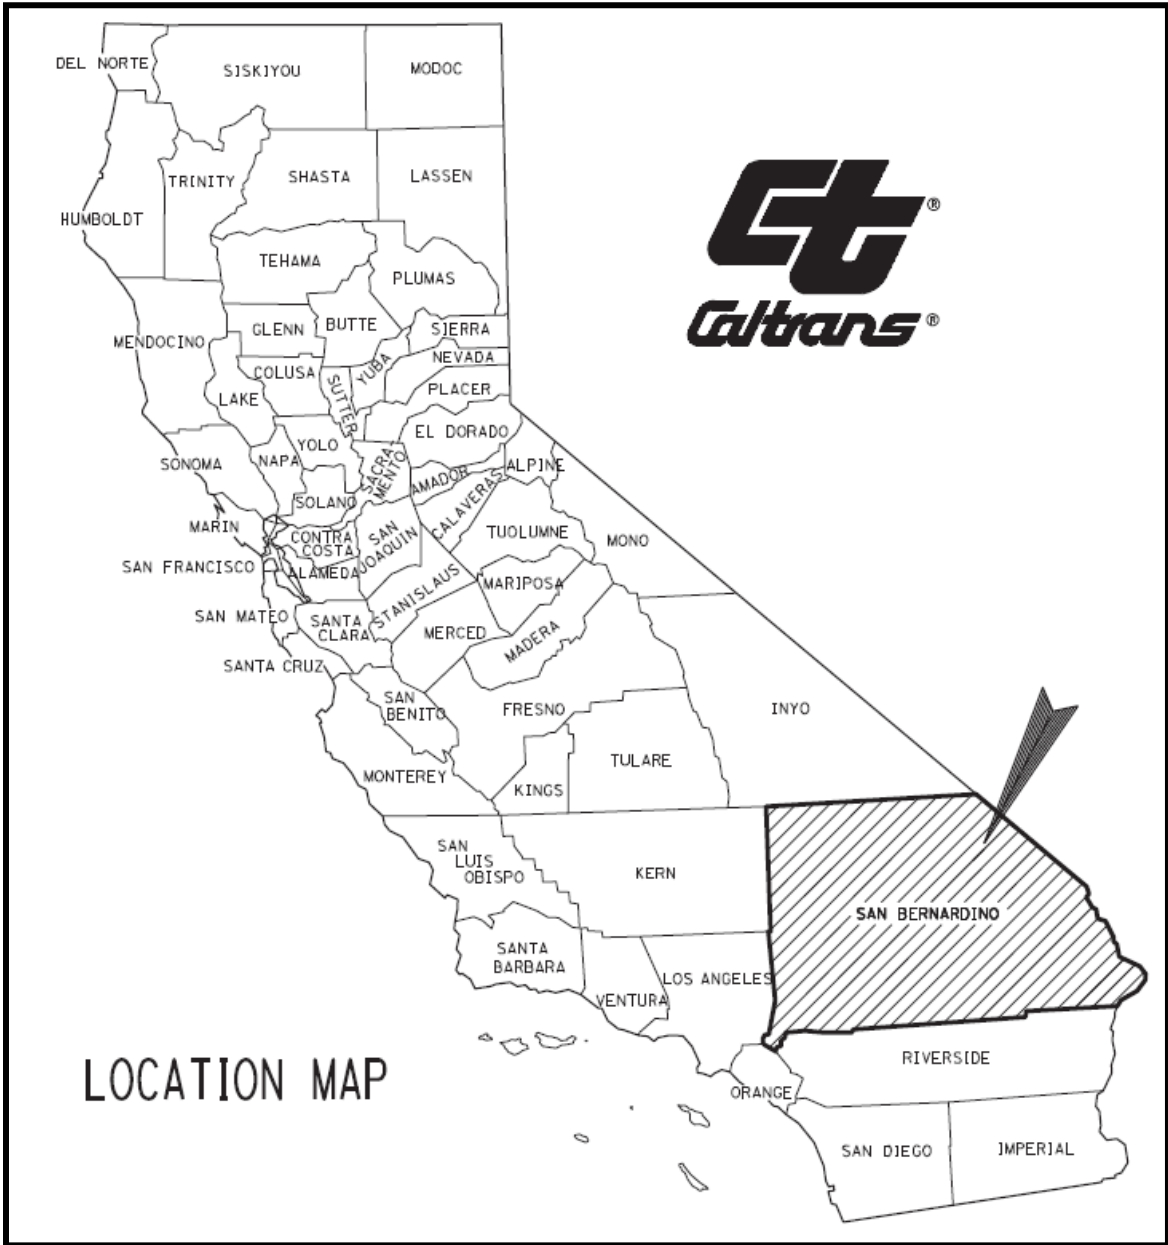 DEL NORTE
SISKIYOU
MODOC
TRINITY
SHASTA
LASSEN
HUMBOLDT
®
TEHAMA
PLUMAS
Ct
Caltrans ®
GLENN
BUTTE
SIERRA
MENDOCINO
YUBA
NEVADA
COLUSA
SUTTER
PLACER
LAKE
EL DORADO
YOLO
SONOMA
NAPA
SACRA-
MENTO
AMADOR
ALPINE
SOLANO
CALAVERAS
MARIN
CONTRA
COSTA
SAN
JOAQUIN
TUOLUMNE
MONO
SAN FRANCISCO
ALAMEDA
STANISLAUS
MARIPOSA
SAN MATEO
SANTA
CLARA
MERCED
MADERA
SANTA CRUZ
SAN
BENITO
FRESNO
INYO
MONTEREY
KINGS
TULARE
SAN
LUIS
OBISPO
KERN
SAN BERNARDINO
SANTA
BARBARA
VENTURA
LOS ANGELES
LOCATION MAP
RIVERSIDE
ORANGE
SAN DIEGO
IMPERIAL